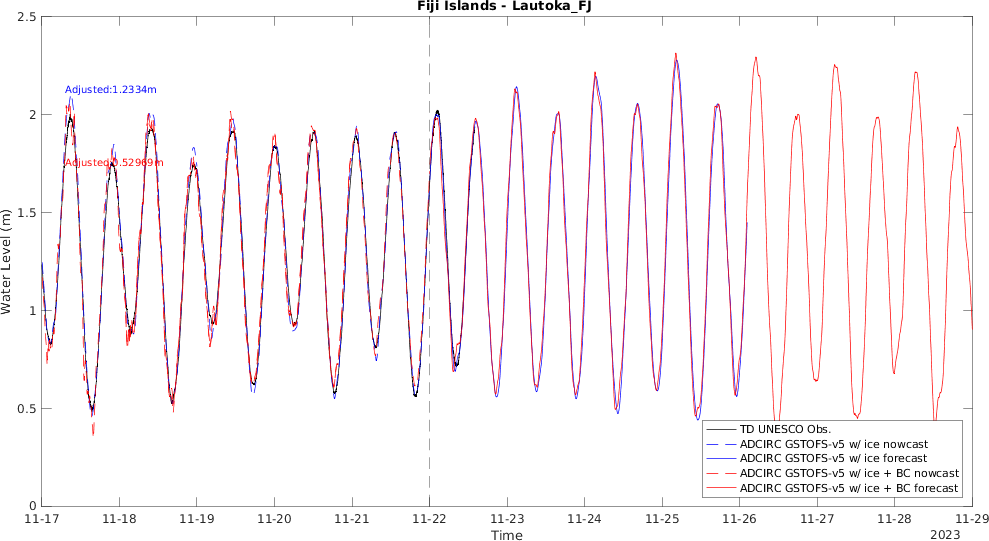 Fiji Islands - Lautoka_FJ
2.5
2
1.5
1
0.5
0
Water Level (m)
Adjusted:1.2334m
Adjusted:0.52969m
TD UNESCO Obs.
ADCIRC GSTOFS-v5 w/ ice nowcast
ADCIRC GSTOFS-v5 w/ ice forecast
ADCIRC GSTOFS-v5 w/ ice + BC nowcast
ADCIRC GSTOFS-v5 w/ ice + BC forecast
11-17 11-18 11-19 11-20 11-21 11-22 11-23 11-24 11-25 11-26 11-27 11-28 11-29
Time
2023